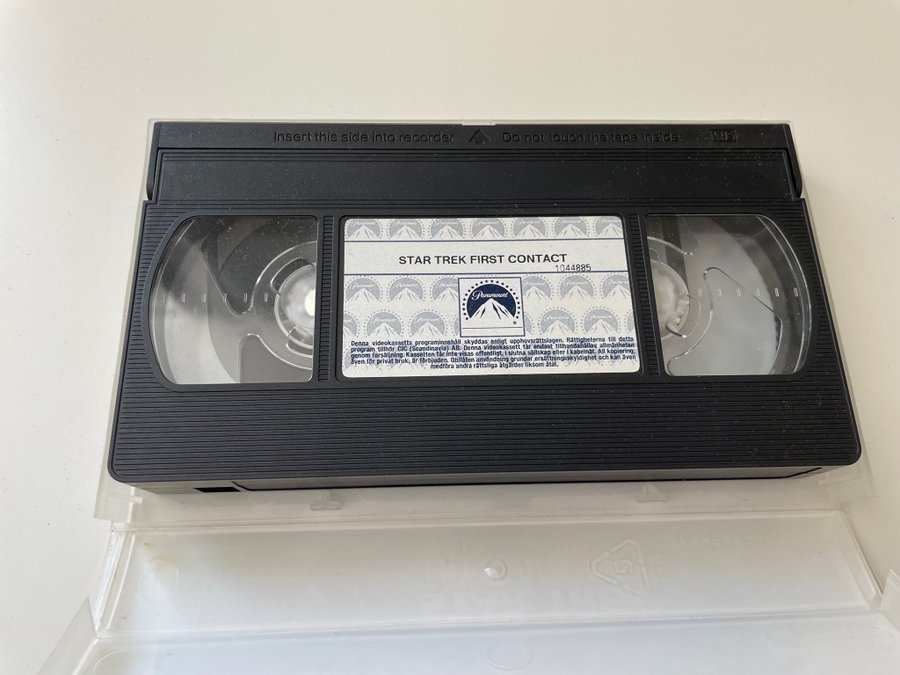 Insert this side into recorder Do not touch the tape inside VHS
STAR TREK FIRST CONTACT
1044885
Paramount
Denna videokassetts programinnehåll skyddas enligt upphovsrättslagen. Rättigheterna till detta
program tillhör CIC (Scandinavia) AB. Denna videokassett får endast tillhandahållas allmänheten
genom försäljning. Kassetten får inte visas offentligt, i slutna sällskap eller i kabelnät. All kopiering,
även för privat bruk, är förbjuden. Obillåten användning grundar ersättningsskyldighet och kan även
medföra andra rättsliga åtgärder liksom åtal.